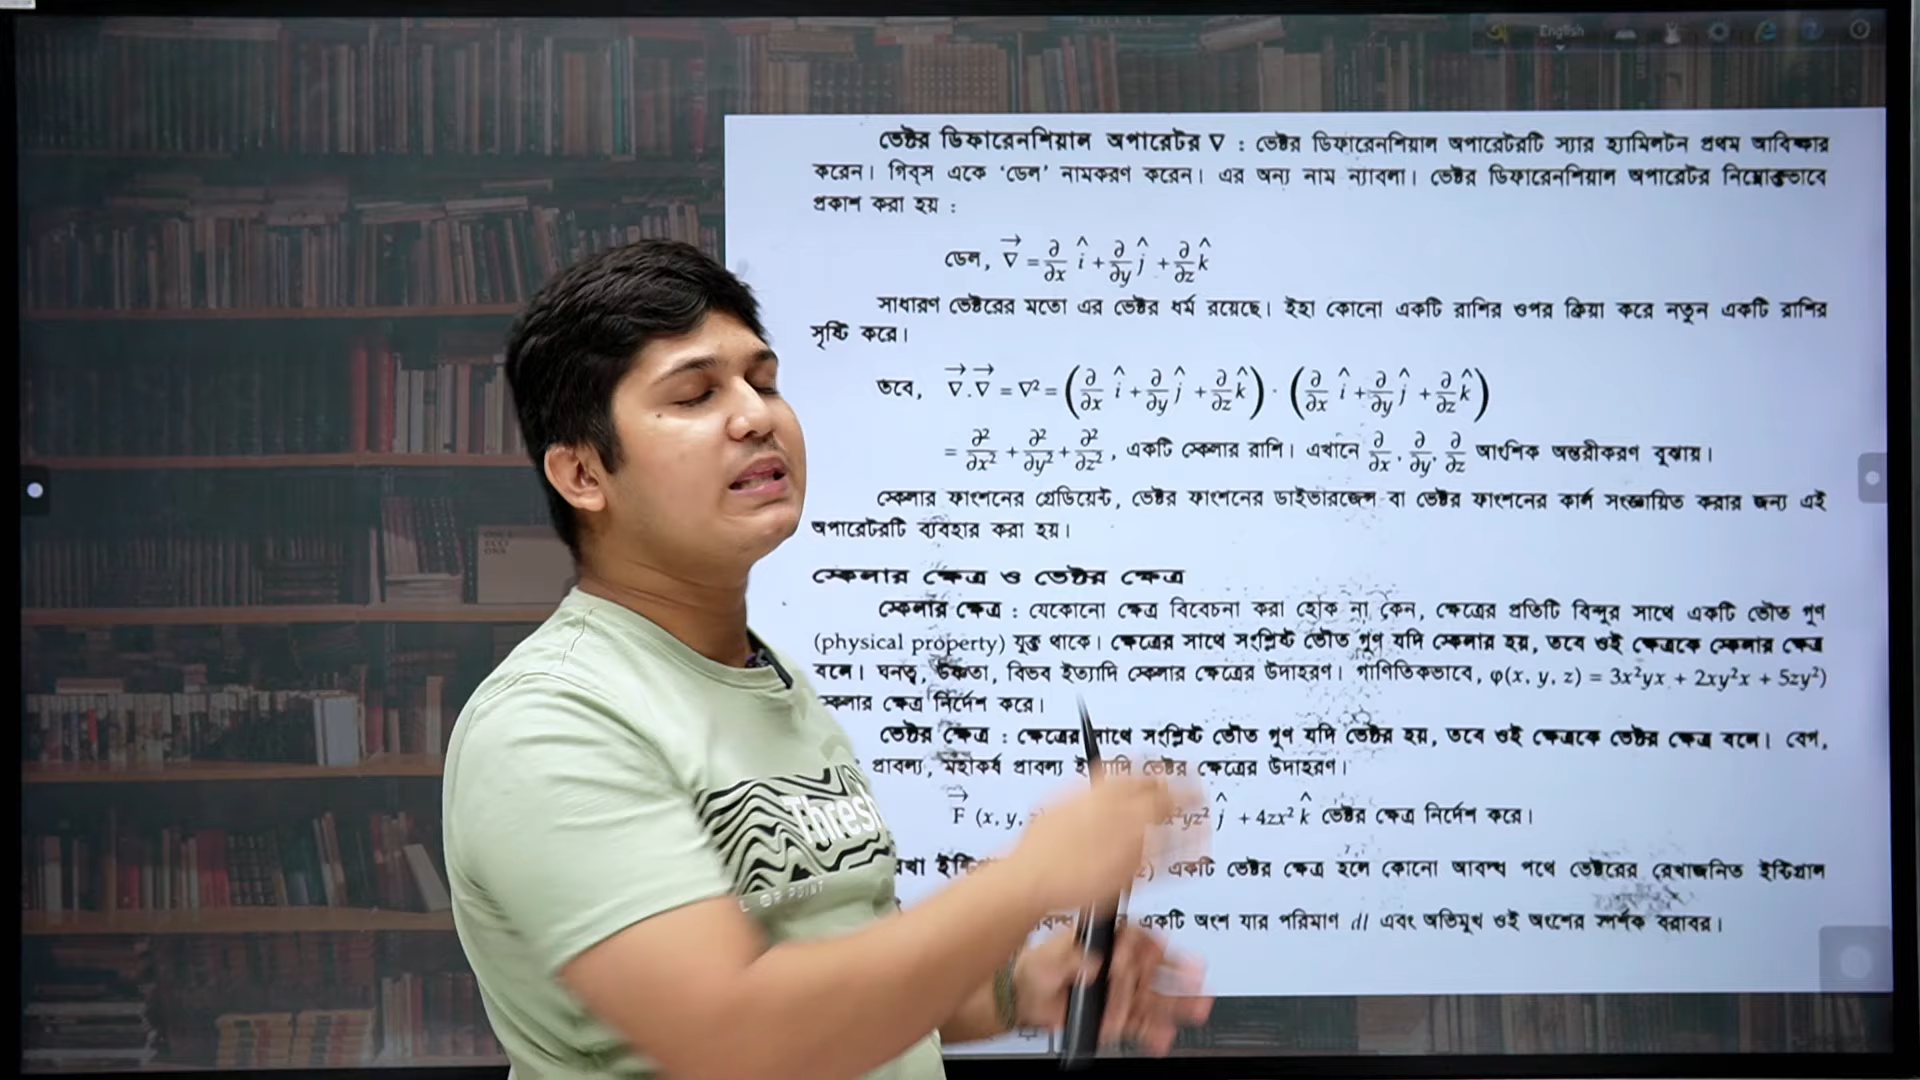 English
ভেক্টর ডিফারেনশিয়াল অপারেটর ∇ : ভেক্টর ডিফারেনশিয়াল অপারেটরটি স্যার হ্যামিলটন প্রথম আবিষ্কার
করেন। গিব্‌স একে ‘ডেল’ নামকরণ করেন। এর অন্য নাম ন্যাবলা। ভেক্টর ডিফারেনশিয়াল অপারেটর নিম্নোক্তভাবে
প্রকাশ করা হয় :
ডেল, ∇⃗ = ∂/∂x î + ∂/∂y ĵ + ∂/∂z k̂
সাধারণ ভেক্টরের মতো এর ভেক্টর ধর্ম রয়েছে। ইহা কোনো একটি রাশির ওপর ক্রিয়া করে নতুন একটি রাশির
সৃষ্টি করে।
তবে, ∇⃗.∇⃗ = ∇² = (∂/∂x î + ∂/∂y ĵ + ∂/∂z k̂) · (∂/∂x î + ∂/∂y ĵ + ∂/∂z k̂)
= ∂²/∂x² + ∂²/∂y² + ∂²/∂z², একটি স্কেলার রাশি। এখানে ∂/∂x, ∂/∂y, ∂/∂z আংশিক অন্তরীকরণ বুঝায়।
স্কেলার ফাংশনের গ্রেডিয়েন্ট, ভেক্টর ফাংশনের ডাইভারজেন্স বা ভেক্টর ফাংশনের কার্ল সংজ্ঞায়িত করার জন্য এই
অপারেটরটি ব্যবহার করা হয়।
স্কেলার ক্ষেত্র ও ভেক্টর ক্ষেত্র
স্কেলার ক্ষেত্র : যেকোনো ক্ষেত্র বিবেচনা করা হোক না কেন, ক্ষেত্রের প্রতিটি বিন্দুর সাথে একটি ভৌত গুণ
(physical property) যুক্ত থাকে। ক্ষেত্রের সাথে সংশ্লিষ্ট ভৌত গুণ যদি স্কেলার হয়, তবে ওই ক্ষেত্রকে স্কেলার ক্ষেত্র
বলে। ঘনত্ব, উষ্ণতা, বিভব ইত্যাদি স্কেলার ক্ষেত্রের উদাহরণ। গাণিতিকভাবে, φ(x, y, z) = 3x²yx + 2xy²x + 5zy²)
স্কেলার ক্ষেত্র নির্দেশ করে।
ভেক্টর ক্ষেত্র : ক্ষেত্রের সাথে সংশ্লিষ্ট ভৌত গুণ যদি ভেক্টর হয়, তবে ওই ক্ষেত্রকে ভেক্টর ক্ষেত্র বলে। বেগ,
প্রাবল্য, মহাকর্ষ প্রাবল্য ইত্যাদি ভেক্টর ক্ষেত্রের উদাহরণ।
F⃗ (x, y, x²yz² ĵ + 4zx² k̂ ভেক্টর ক্ষেত্র নির্দেশ করে।
একটি ভেক্টর ক্ষেত্র হলে কোনো আবদ্ধ পথে ভেক্টরের রেখাজনিত ইন্টিগ্রাল
একটি অংশ যার পরিমাণ dl এবং অভিমুখ ওই অংশের স্পর্শক বরাবর।
Thresh
L OF POINT